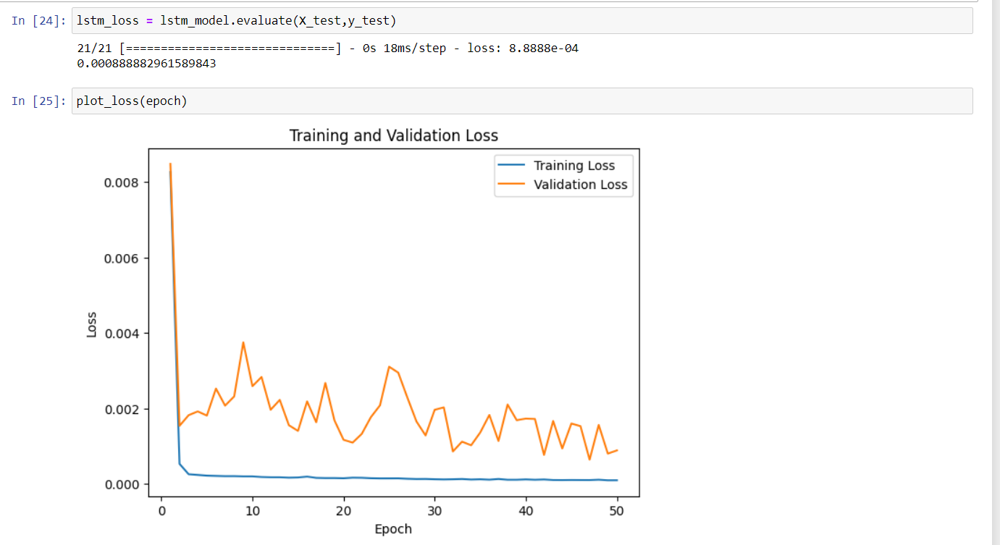 In [24]: lstm_loss = lstm_model.evaluate(X_test,y_test)
21/21 [==============================] - 0s 18ms/step - loss: 8.8888e-04
0.000888882961589843
In [25]: plot_loss(epoch)
Training and Validation Loss
Training Loss
Validation Loss
0.008
0.006
0.004
0.002
0.000
Loss
0 10 20 30 40 50
Epoch